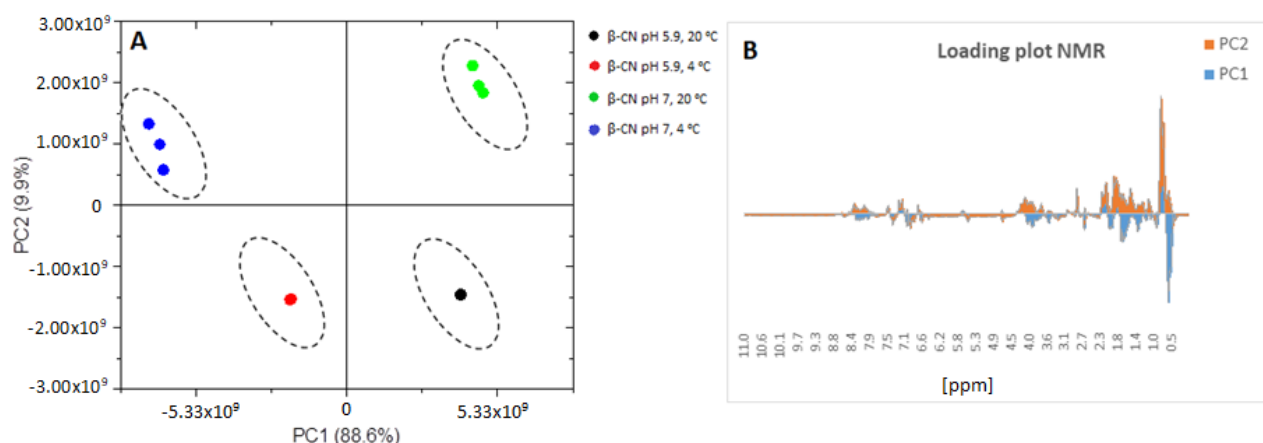 A
3.00x10⁹
2.00x10⁹
1.00x10⁹
0
-1.00x10⁹
-2.00x10⁹
-3.00x10⁹
PC2 (9.9%)
-5.33x10⁹ 0 5.33x10⁹
PC1 (88.6%)
β-CN pH 5.9, 20 ºC
β-CN pH 5.9, 4 ºC
β-CN pH 7, 20 ºC
β-CN pH 7, 4 ºC
B
Loading plot NMR
PC2
PC1
11.0 10.6 10.1 9.7 9.3 8.8 8.4 7.9 7.5 7.1 6.6 6.2 5.8 5.3 4.9 4.5 4.0 3.6 3.1 2.7 2.3 1.8 1.4 1.0 0.5
[ppm]